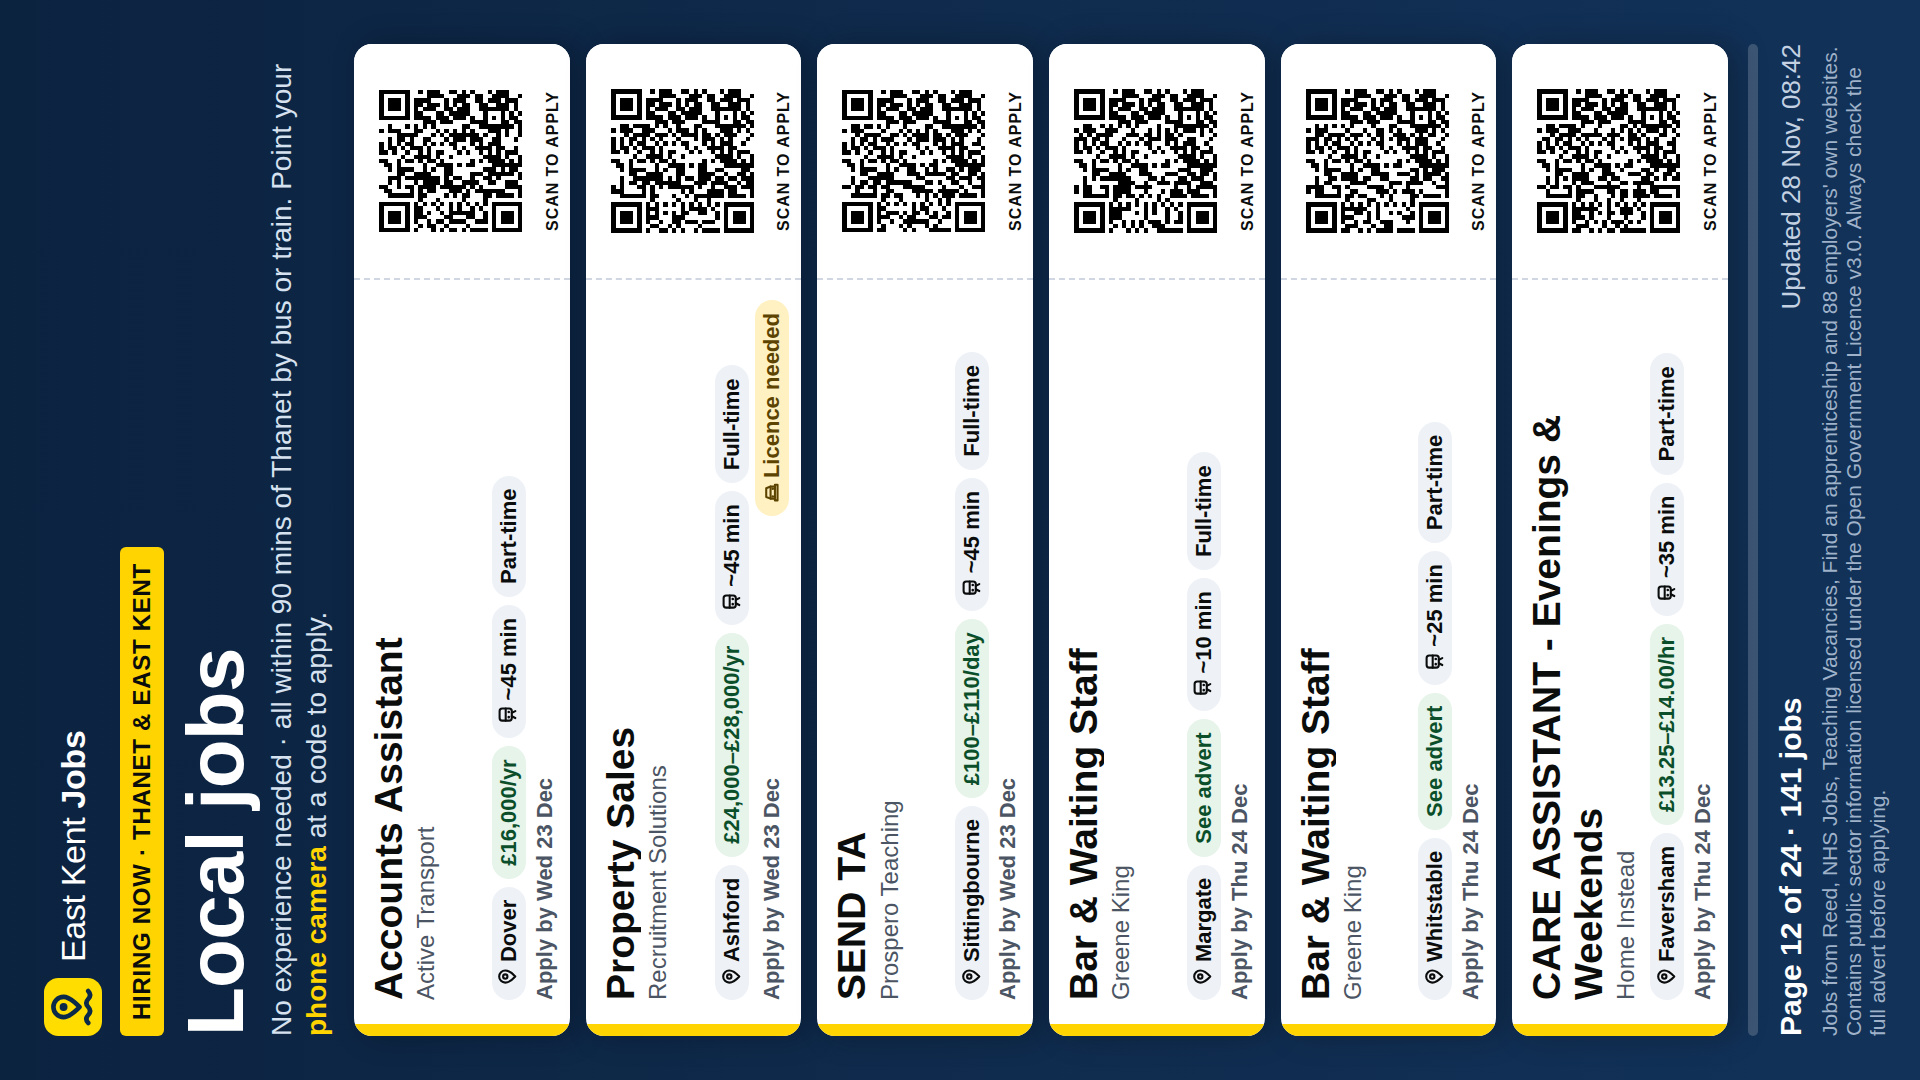 East Kent Jobs
HIRING NOW · THANET & EAST KENT
Local jobs
No experience needed · all within 90 mins of Thanet by bus or train. Point your
phone camera at a code to apply.
Accounts Assistant
Active Transport
Dover
£16,000/yr
~45 min
Part-time
Apply by Wed 23 Dec
SCAN TO APPLY
Property Sales
Recruitment Solutions
Ashford
£24,000–£28,000/yr
~45 min
Full-time
Apply by Wed 23 Dec
Licence needed
SCAN TO APPLY
SEND TA
Prospero Teaching
Sittingbourne
£100–£110/day
~45 min
Full-time
Apply by Wed 23 Dec
SCAN TO APPLY
Bar & Waiting Staff
Greene King
Margate
See advert
~10 min
Full-time
Apply by Thu 24 Dec
SCAN TO APPLY
Bar & Waiting Staff
Greene King
Whitstable
See advert
~25 min
Part-time
Apply by Thu 24 Dec
SCAN TO APPLY
CARE ASSISTANT - Evenings &
Weekends
Home Instead
Faversham
£13.25–£14.00/hr
~35 min
Part-time
Apply by Thu 24 Dec
SCAN TO APPLY
Page 12 of 24 · 141 jobs
Updated 28 Nov, 08:42
Jobs from Reed, NHS Jobs, Teaching Vacancies, Find an apprenticeship and 88 employers' own websites.
Contains public sector information licensed under the Open Government Licence v3.0. Always check the
full advert before applying.